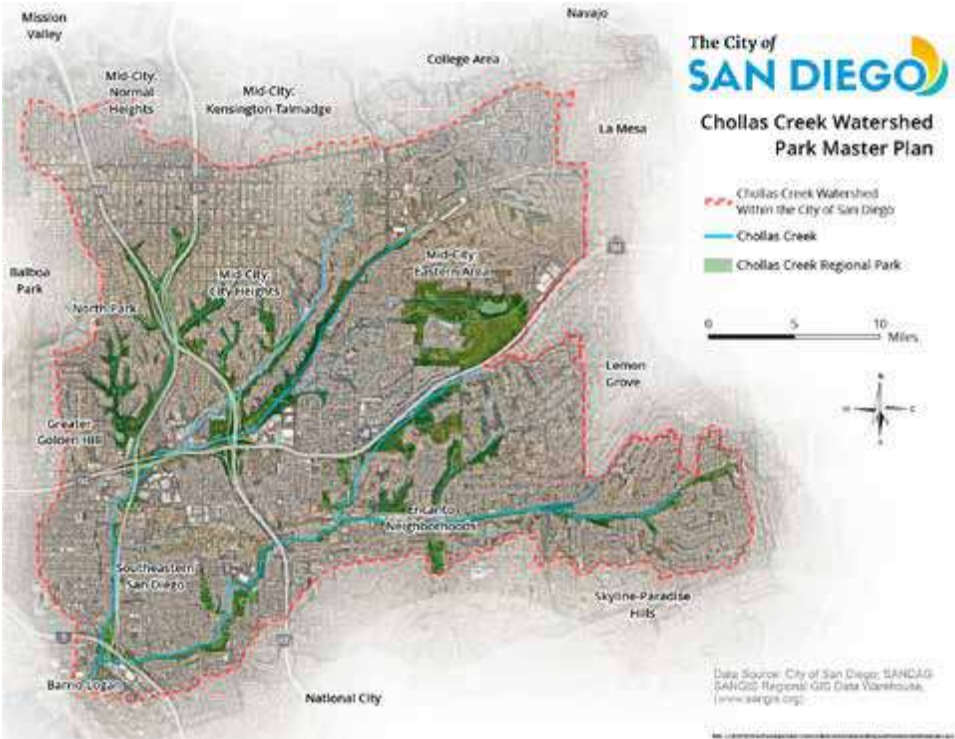 Mission
Valley
Navajo
The City of
SAN DIEGO
College Area
Mid-City:
Normal
Heights
Mid-City:
Kensington-Talmadge
La Mesa
Chollas Creek Watershed
Park Master Plan
Chollas Creek Watershed
Within the City of San Diego
Chollas Creek
Chollas Creek Regional Park
Mid-City:
Eastern Area
Balboa
Park
Mid-City:
City Heights
North Park
0 5 10
Miles
Lemon
Grove
N
Greater
Golden Hill
Encanto
Neighborhoods
Southeastern
San Diego
Skyline-Paradise
Hills
Barrio Logan
National City
Data Source: City of San Diego; SANDAG
SANGIS Regional GIS Data Warehouse,
(www.sangis.org)